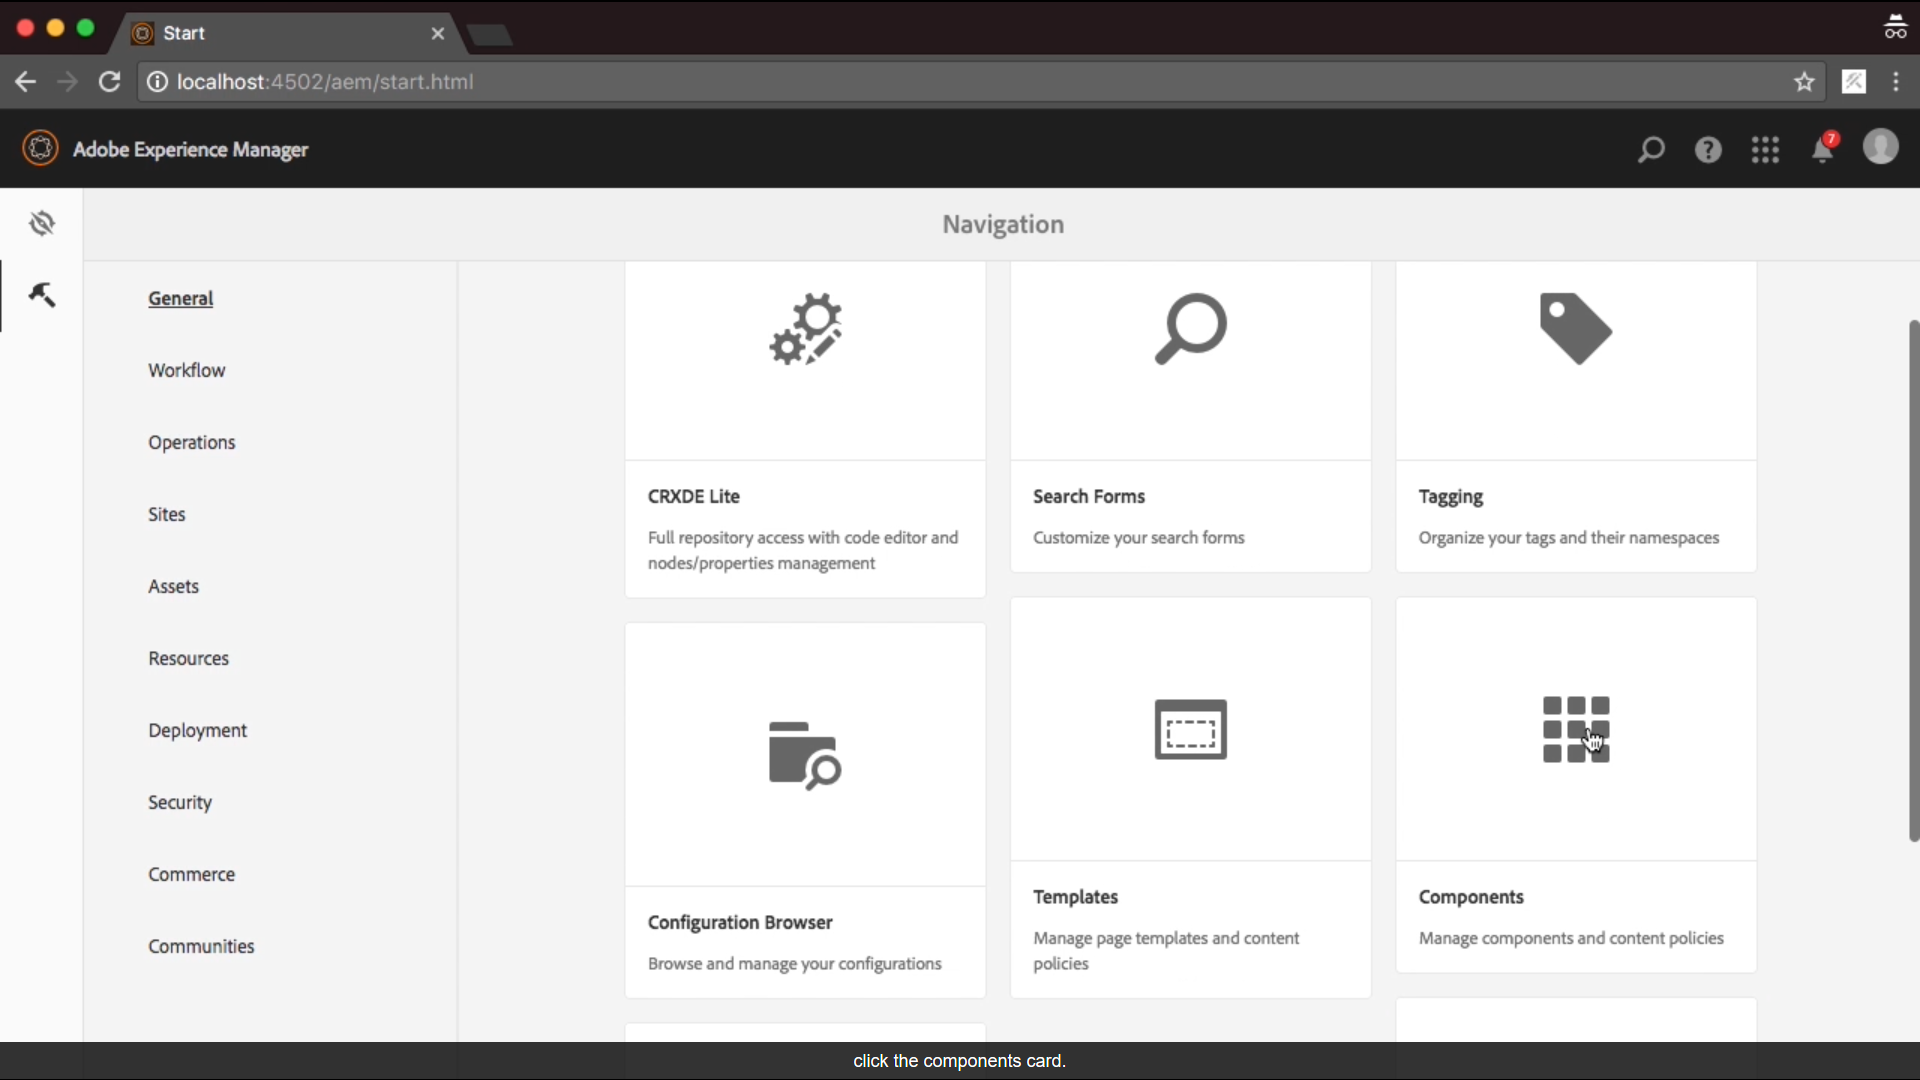 Start
localhost:4502/aem/start.html
Adobe Experience Manager
7
Navigation
General
Workflow
Operations
Sites
Assets
Resources
Deployment
Security
Commerce
Communities
CRXDE Lite
Full repository access with code editor and
nodes/properties management
Search Forms
Customize your search forms
Tagging
Organize your tags and their namespaces
Configuration Browser
Browse and manage your configurations
Templates
Manage page templates and content
policies
Components
Manage components and content policies
click the components card.